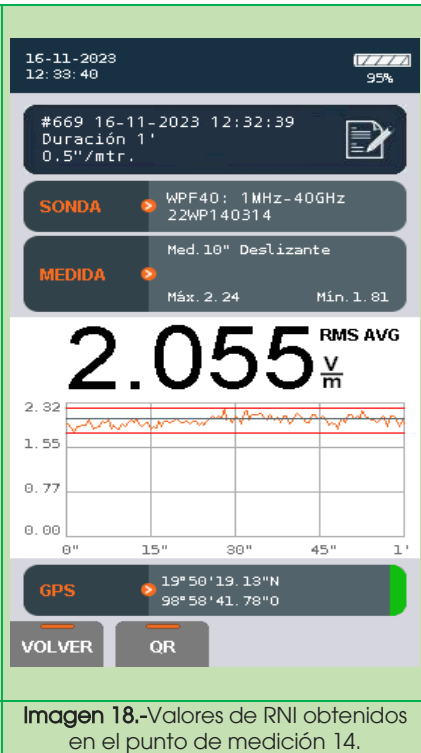 16-11-2023
12:33:40
95%
#669 16-11-2023 12:32:39
Duración 1'
0.5"/mtr.
SONDA
WPF40: 1MHz-40GHz
22WP140314
MEDIDA
Med.10" Deslizante
Máx.2.24 Mín.1.81
2.055 RMS AVG
V/m
2.32
1.55
0.77
0.00
0" 15" 30" 45" 1'
GPS
19°50'19.13"N
98°58'41.78"O
VOLVER QR
Imagen 18.-Valores de RNI obtenidos
en el punto de medición 14.